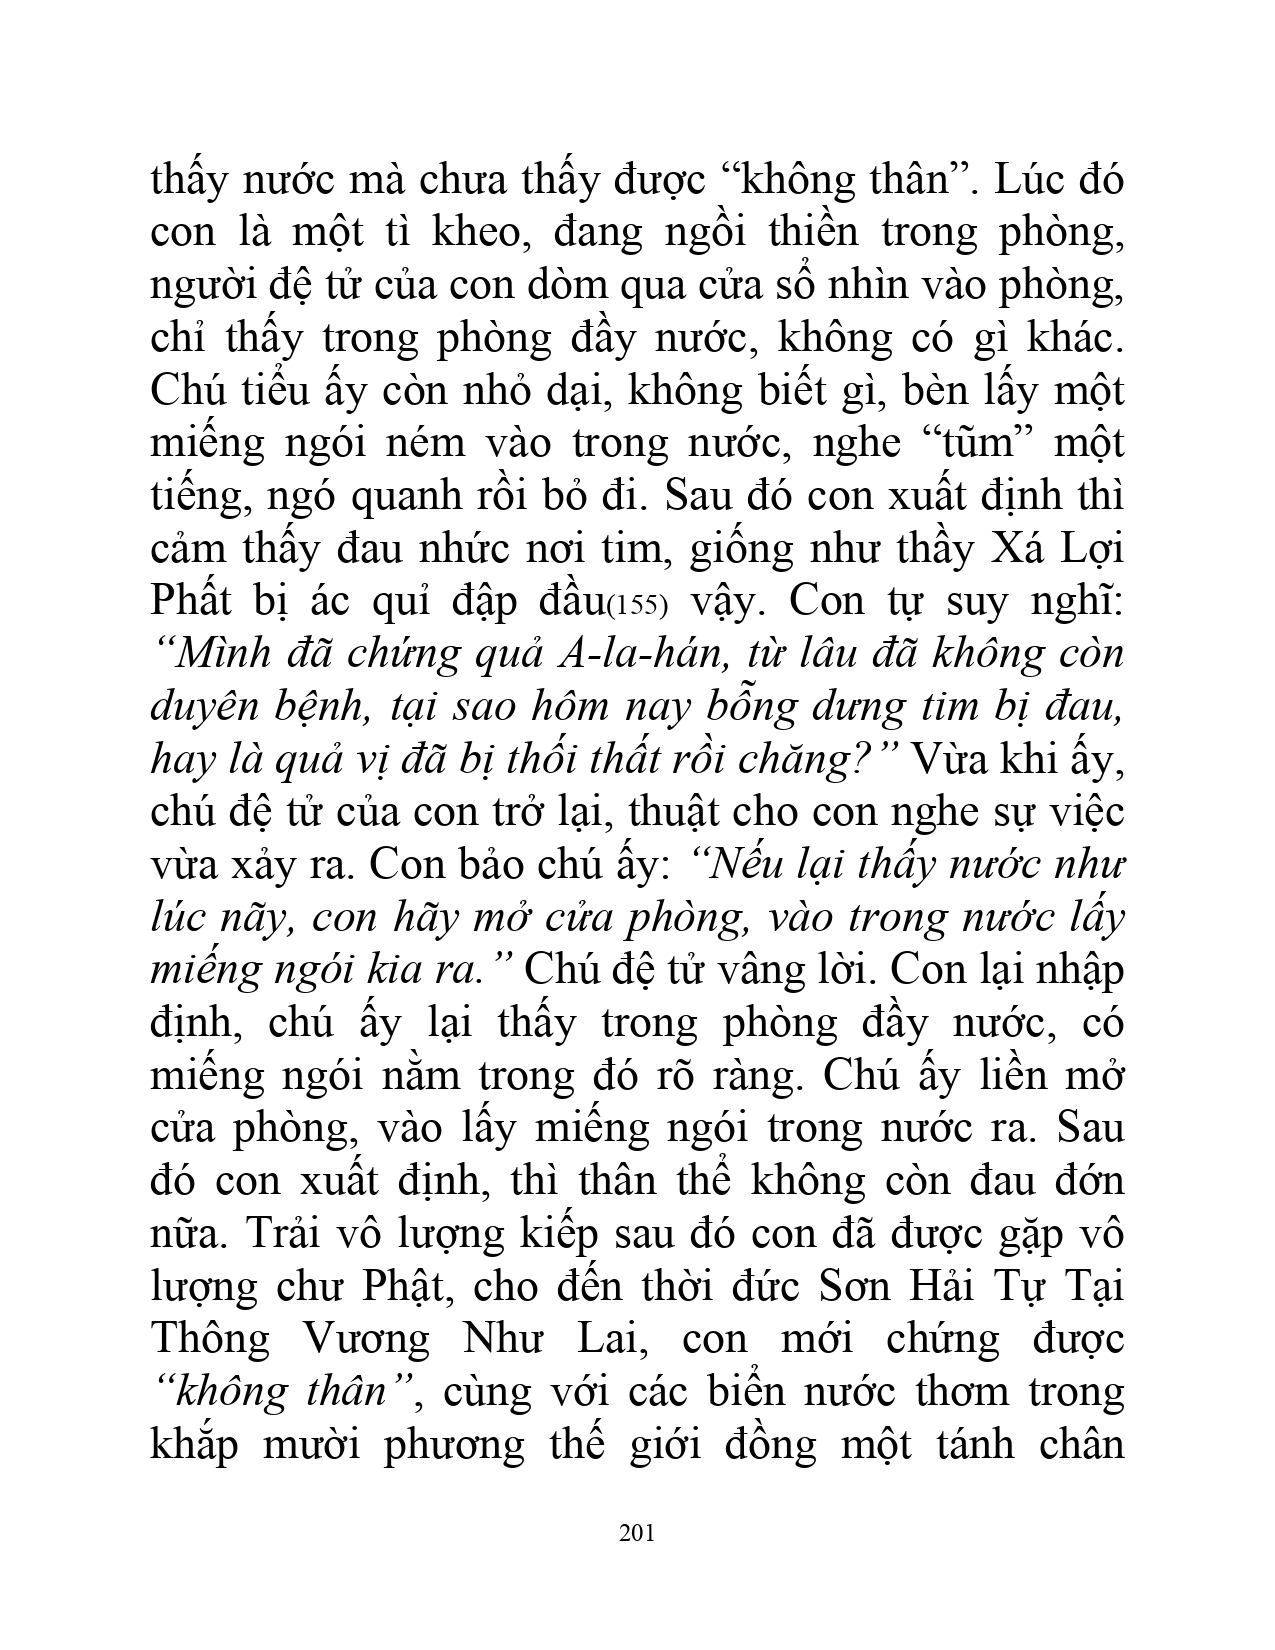 thấy nước mà chưa thấy được “không thân”. Lúc đó
con là một tì kheo, đang ngồi thiền trong phòng,
người đệ tử của con dòm qua cửa sổ nhìn vào phòng,
chỉ thấy trong phòng đầy nước, không có gì khác.
Chú tiểu ấy còn nhỏ dại, không biết gì, bèn lấy một
miếng ngói ném vào trong nước, nghe “tũm” một
tiếng, ngó quanh rồi bỏ đi. Sau đó con xuất định thì
cảm thấy đau nhức nơi tim, giống như thầy Xá Lợi
Phất bị ác quỉ đập đầu(155) vậy. Con tự suy nghĩ:
“Mình đã chứng quả A-la-hán, từ lâu đã không còn
duyên bệnh, tại sao hôm nay bỗng dưng tim bị đau,
hay là quả vị đã bị thối thất rồi chăng?” Vừa khi ấy,
chú đệ tử của con trở lại, thuật cho con nghe sự việc
vừa xảy ra. Con bảo chú ấy: “Nếu lại thấy nước như
lúc nãy, con hãy mở cửa phòng, vào trong nước lấy
miếng ngói kia ra.” Chú đệ tử vâng lời. Con lại nhập
định, chú ấy lại thấy trong phòng đầy nước, có
miếng ngói nằm trong đó rõ ràng. Chú ấy liền mở
cửa phòng, vào lấy miếng ngói trong nước ra. Sau
đó con xuất định, thì thân thể không còn đau đớn
nữa. Trải vô lượng kiếp sau đó con đã được gặp vô
lượng chư Phật, cho đến thời đức Sơn Hải Tự Tại
Thông Vương Như Lai, con mới chứng được
“không thân”, cùng với các biển nước thơm trong
khắp mười phương thế giới đồng một tánh chân
201